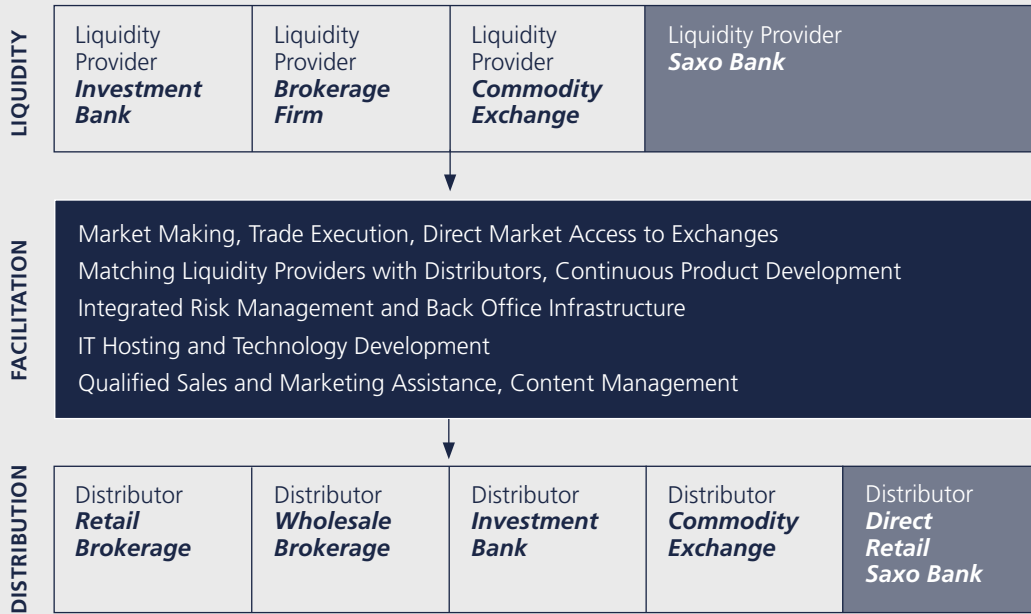 LIQUIDITY
Liquidity
Provider
Investment
Bank
Liquidity
Provider
Brokerage
Firm
Liquidity
Provider
Commodity
Exchange
Liquidity Provider
Saxo Bank
FACILITATION
Market Making, Trade Execution, Direct Market Access to Exchanges
Matching Liquidity Providers with Distributors, Continuous Product Development
Integrated Risk Management and Back Office Infrastructure
IT Hosting and Technology Development
Qualified Sales and Marketing Assistance, Content Management
DISTRIBUTION
Distributor
Retail
Brokerage
Distributor
Wholesale
Brokerage
Distributor
Investment
Bank
Distributor
Commodity
Exchange
Distributor
Direct
Retail
Saxo Bank